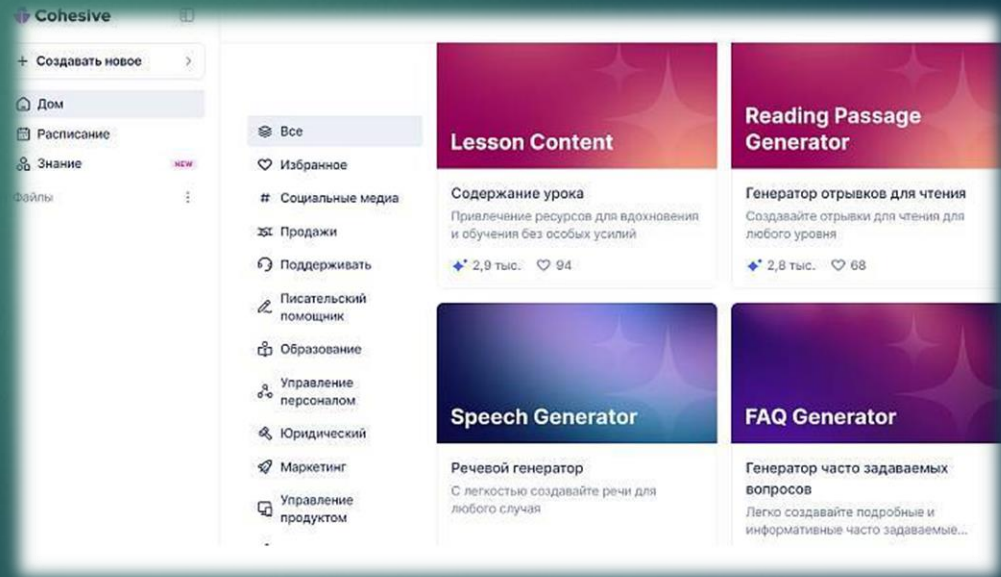 Cohesive
+ Создавать новое
Дом
Расписание
Знание
NEW
Файлы
Все
Избранное
Социальные медиа
Продажи
Поддерживать
Писательский
помощник
Образование
Управление
персоналом
Юридический
Маркетинг
Управление
продуктом
Lesson Content
Содержание урока
Привлечение ресурсов для вдохновения
и обучения без особых усилий
2,9 тыс.
94
Reading Passage
Generator
Генератор отрывков для чтения
Создавайте отрывки для чтения для
любого уровня
2,8 тыс.
68
Speech Generator
Речевой генератор
С легкостью создавайте речи для
любого случая
FAQ Generator
Генератор часто задаваемых
вопросов
Легко создавайте подробные и
информативные часто задаваемые...